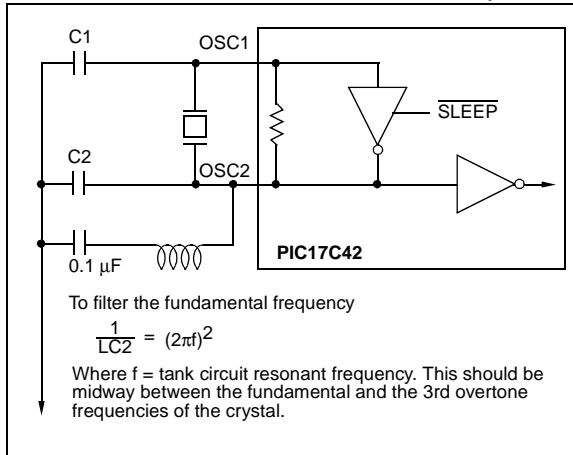 C1
OSC1
SLEEP
C2
OSC2
0.1 μF
PIC17C42
To filter the fundamental frequency
1/LC2 = (2πf)²
Where f = tank circuit resonant frequency. This should be
midway between the fundamental and the 3rd overtone
frequencies of the crystal.